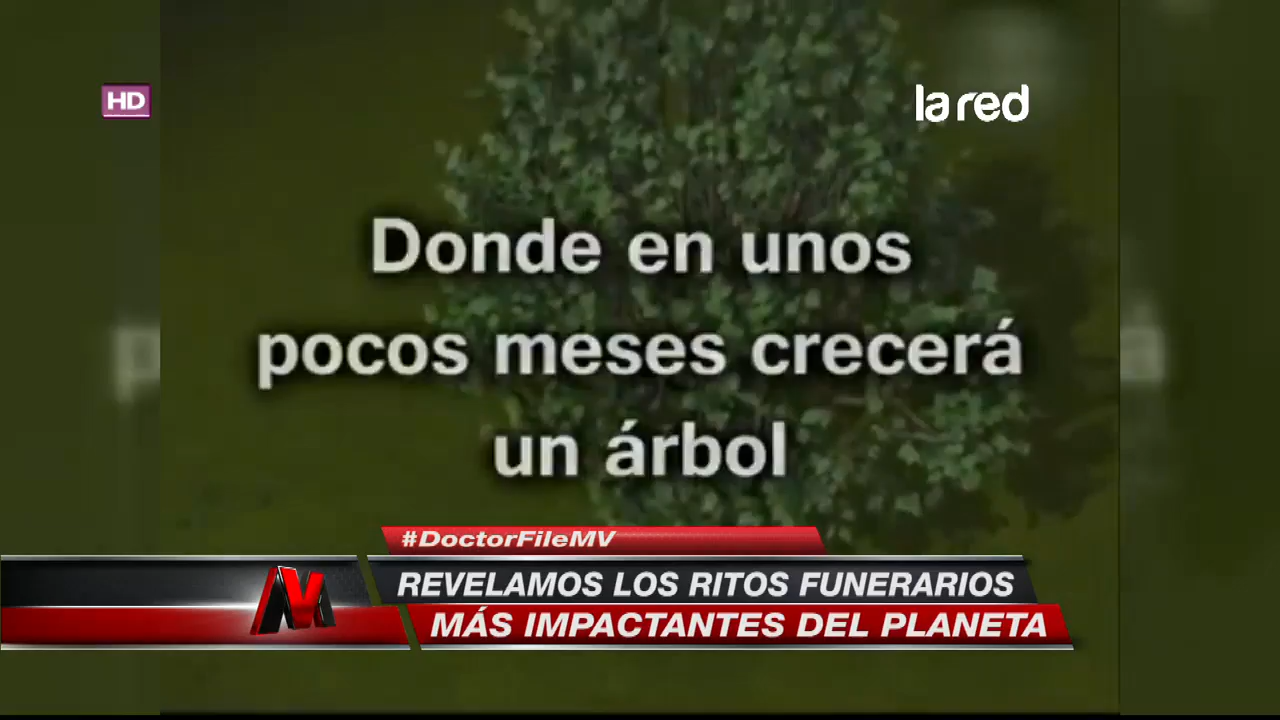 HD
la red
Donde en unos
pocos meses crecerá
un árbol
#DoctorFileMV
REVELAMOS LOS RITOS FUNERARIOS
MÁS IMPACTANTES DEL PLANETA